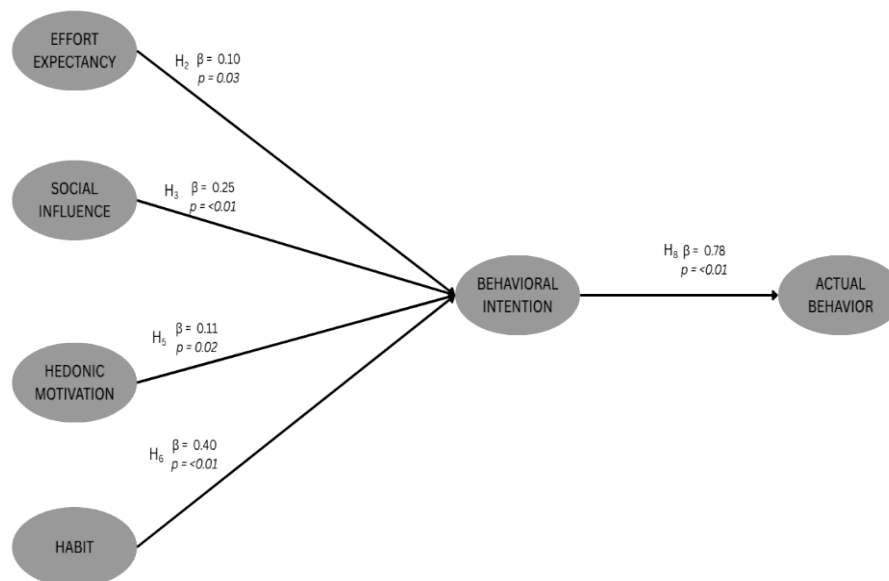 EFFORT
EXPECTANCY
H₂ β = 0.10
p = 0.03
SOCIAL
INFLUENCE
H₃ β = 0.25
p = <0.01
HEDONIC
MOTIVATION
H₅ β = 0.11
p = 0.02
HABIT
H₆ β = 0.40
p = <0.01
BEHAVIORAL
INTENTION
H₈ β = 0.78
p = <0.01
ACTUAL
BEHAVIOR